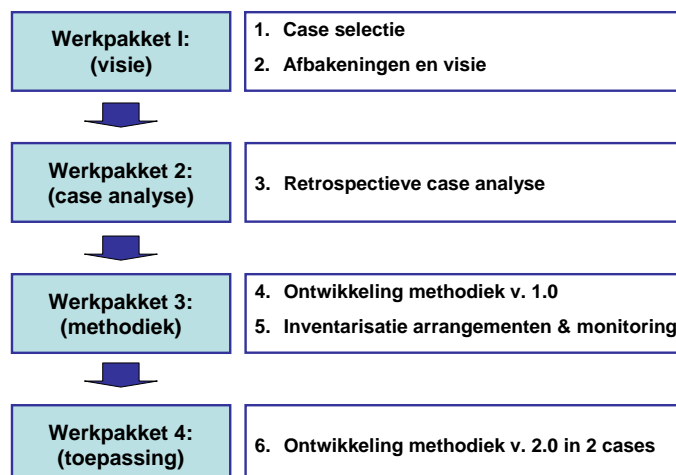 Werkpakket I:
(visie)
1. Case selectie
2. Afbakeningen en visie
Werkpakket 2:
(case analyse)
3. Retrospectieve case analyse
Werkpakket 3:
(methodiek)
4. Ontwikkeling methodiek v. 1.0
5. Inventarisatie arrangementen & monitoring
Werkpakket 4:
(toepassing)
6. Ontwikkeling methodiek v. 2.0 in 2 cases